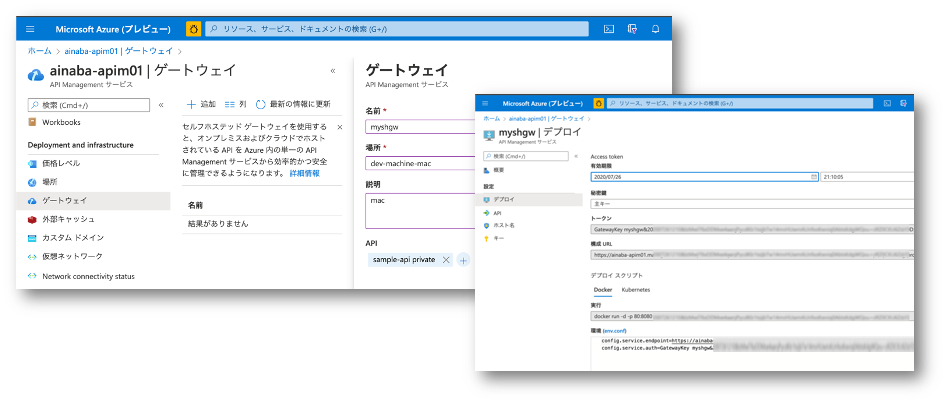 Microsoft Azure (プレビュー)
リソース、サービス、ドキュメントの検索 (G+/)
ホーム > ainaba-apim01 | ゲートウェイ >
ainaba-apim01 | ゲートウェイ
API Management サービス
検索 (Cmd+/)
Workbooks
Deployment and infrastructure
価格レベル
場所
ゲートウェイ
外部キャッシュ
カスタム ドメイン
仮想ネットワーク
Network connectivity status
追加 列 最新の情報に更新
セルフホステッド ゲートウェイを使用する
と、オンプレミスおよびクラウドでホスト
されている API を Azure 内の単一の API
Management サービスから効率的かつ安全
に管理できるようになります。 詳細情報
名前
結果がありません
ゲートウェイ
API Management サービス
名前 *
myshgw
場所 *
dev-machine-mac
説明
mac
API
sample-api private
Microsoft Azure (プレビュー)
リソース、サービス、ドキュメントの検索 (G+/)
ホーム > ainaba-apim01 | ゲートウェイ >
myshgw | デプロイ
API Management サービス
検索 (Cmd+/)
概要
設定
デプロイ
API
ホスト名
キー
Access token
有効期限
2020/07/26 21:10:05
秘密鍵
主キー
トークン
GatewayKey myshgw&20
構成 URL
https://ainaba-apim01.m
デプロイ スクリプト
Docker Kubernetes
実行
docker run -d -p 80:8080
環境 (env.conf)
config.service.endpoint=https://ainaba
config.service.auth=GatewayKey myshgw&